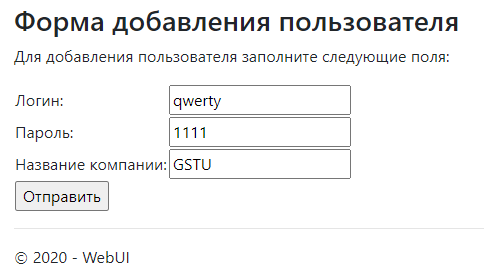 Форма добавления пользователя
Для добавления пользователя заполните следующие поля:
Логин: qwerty
Пароль: 1111
Название компании: GSTU
Отправить
© 2020 - WebUI